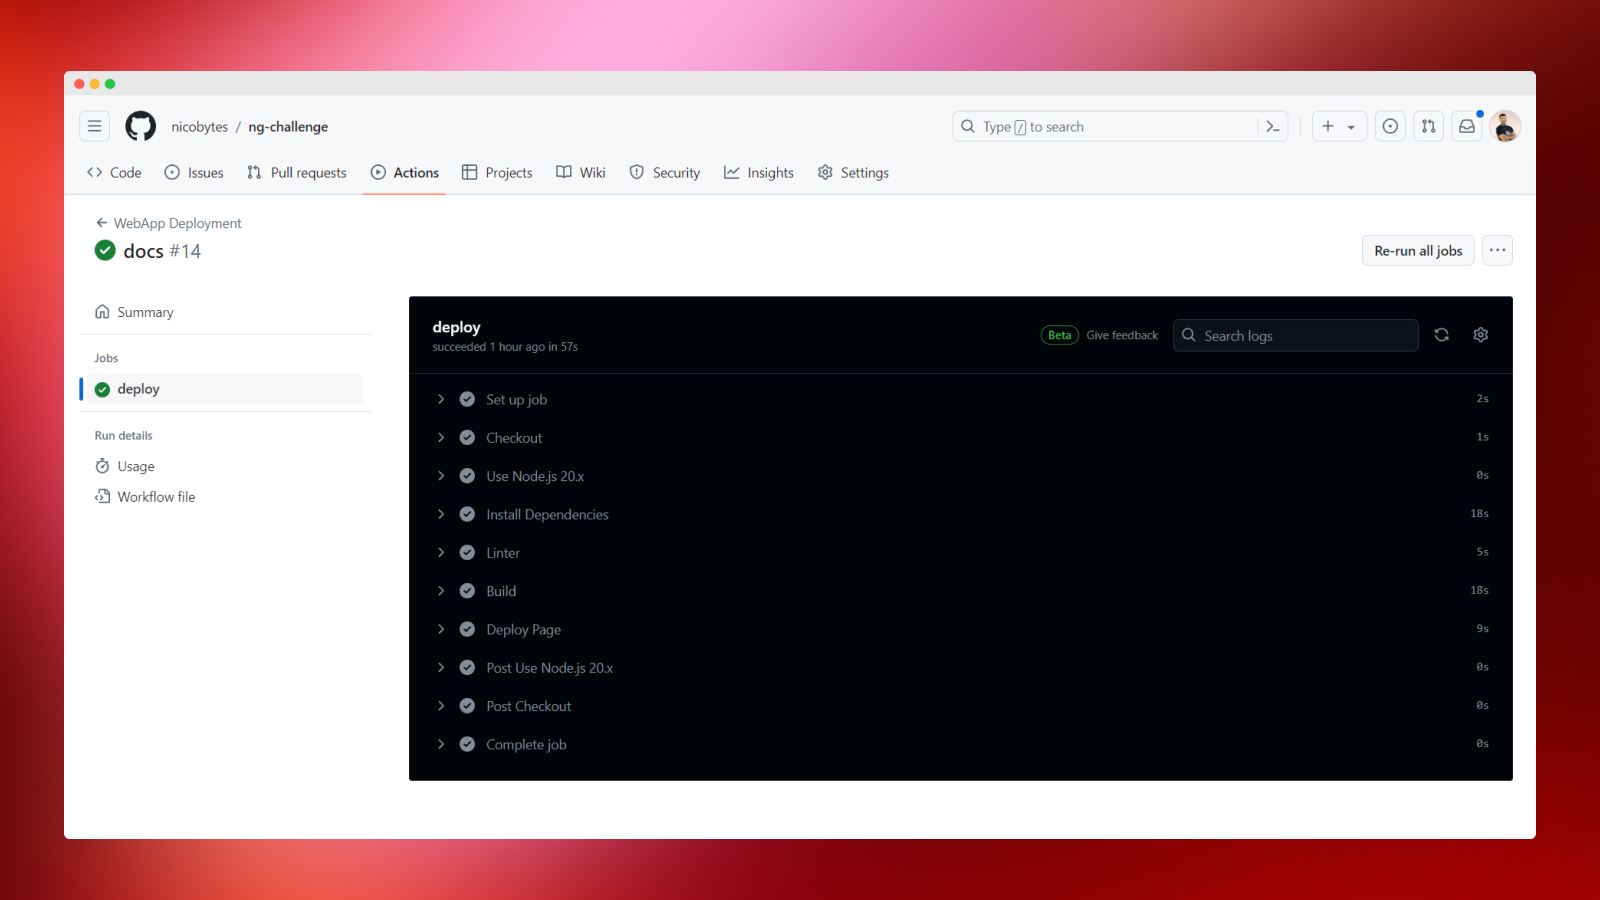 nicobytes / ng-challenge
Type / to search
Code
Issues
Pull requests
Actions
Projects
Wiki
Security
Insights
Settings
WebApp Deployment
docs #14
Re-run all jobs
Summary
Jobs
deploy
Run details
Usage
Workflow file
deploy
succeeded 1 hour ago in 57s
Beta
Give feedback
Search logs
Set up job 2s
Checkout 1s
Use Node.js 20.x 0s
Install Dependencies 18s
Linter 5s
Build 18s
Deploy Page 9s
Post Use Node.js 20.x 0s
Post Checkout 0s
Complete job 0s